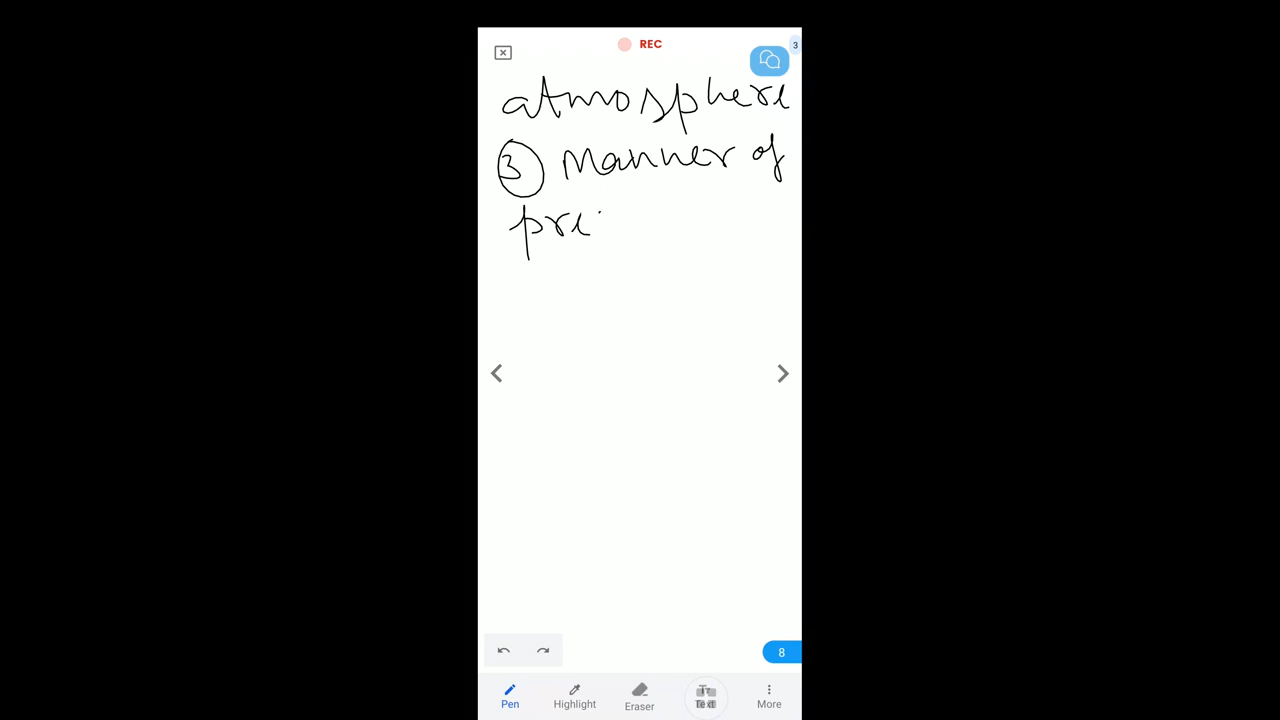 REC
3
atmosphere
③ Manner of
pre
8
Pen Highlight Eraser Text More